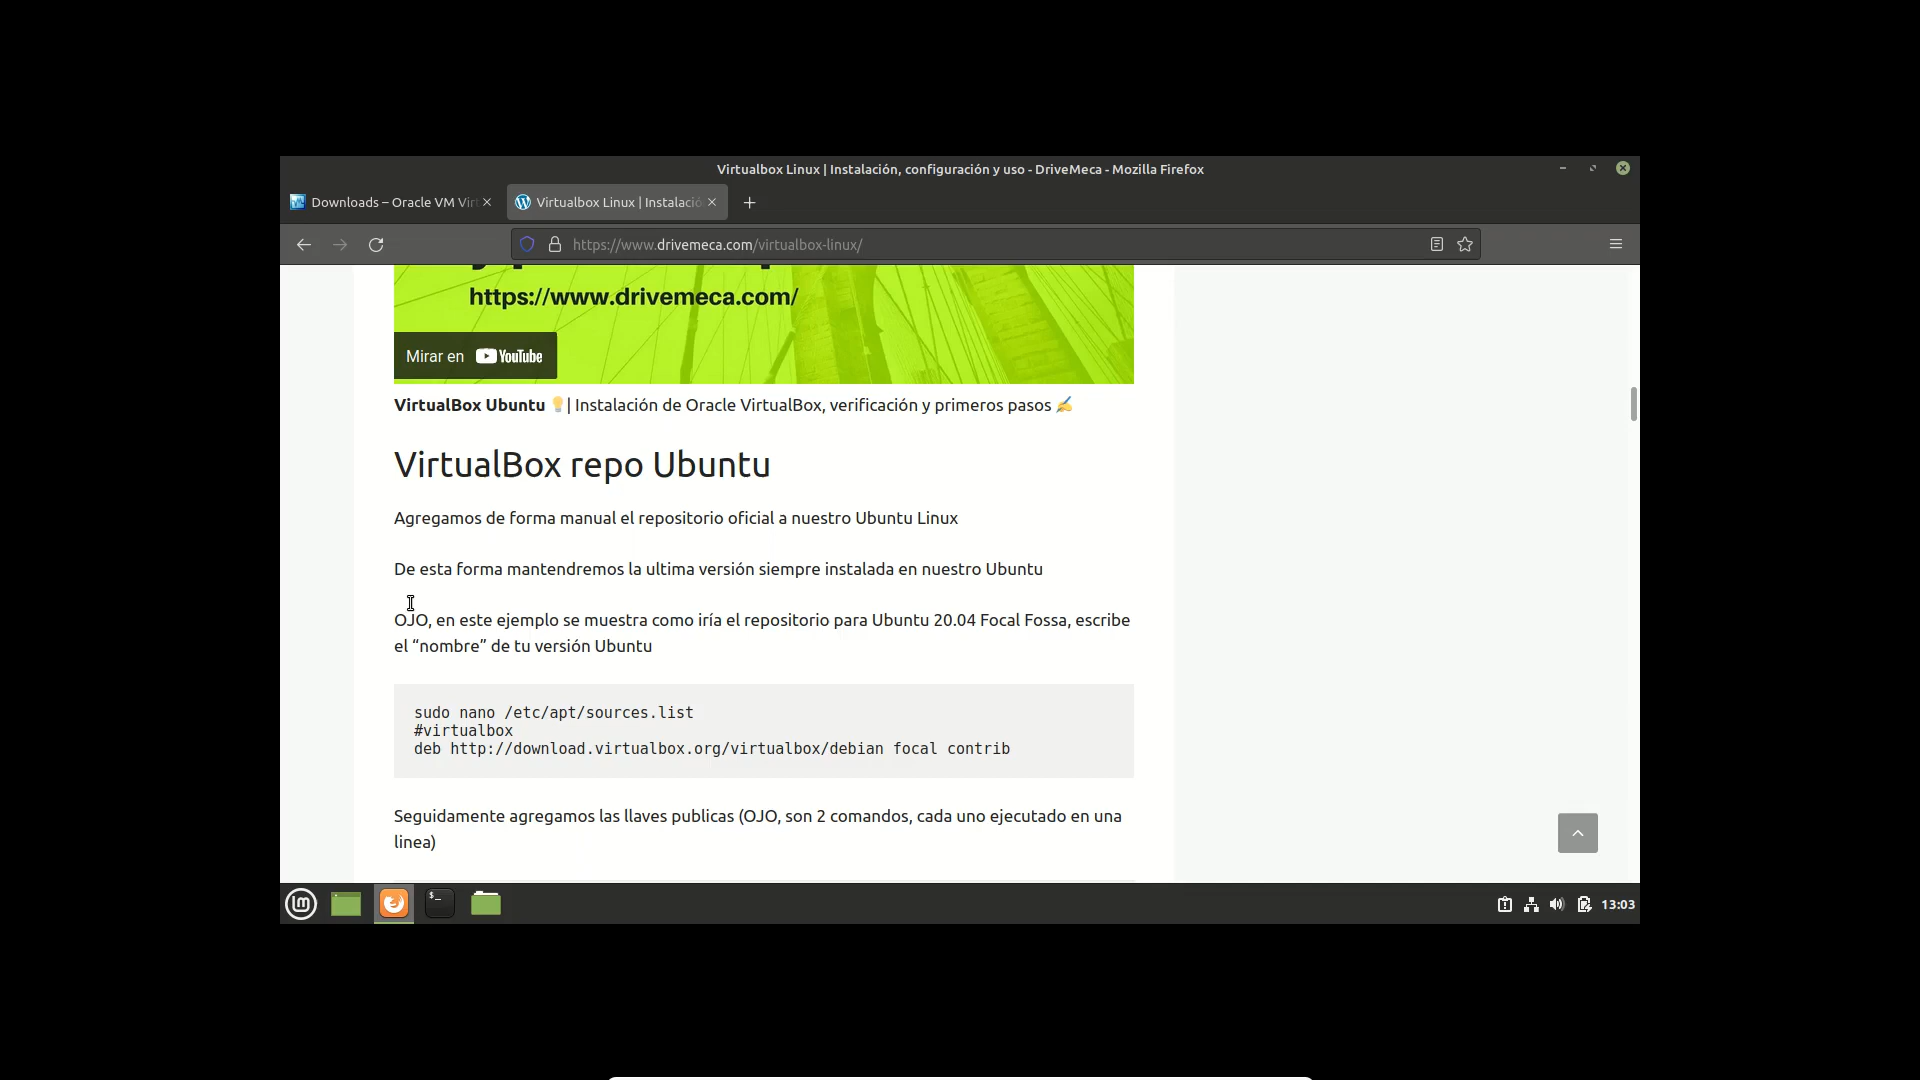 Virtualbox Linux | Instalación, configuración y uso - DriveMeca - Mozilla Firefox
Downloads – Oracle VM Vir
Virtualbox Linux | Instalació
https://www.drivemeca.com/virtualbox-linux/
https://www.drivemeca.com/
Mirar en YouTube
VirtualBox Ubuntu 💡| Instalación de Oracle VirtualBox, verificación y primeros pasos ✍
VirtualBox repo Ubuntu
Agregamos de forma manual el repositorio oficial a nuestro Ubuntu Linux
De esta forma mantendremos la ultima versión siempre instalada en nuestro Ubuntu
OJO, en este ejemplo se muestra como iría el repositorio para Ubuntu 20.04 Focal Fossa, escribe
el “nombre” de tu versión Ubuntu
sudo nano /etc/apt/sources.list
#virtualbox
deb http://download.virtualbox.org/virtualbox/debian focal contrib
Seguidamente agregamos las llaves publicas (OJO, son 2 comandos, cada uno ejecutado en una
linea)
13:03